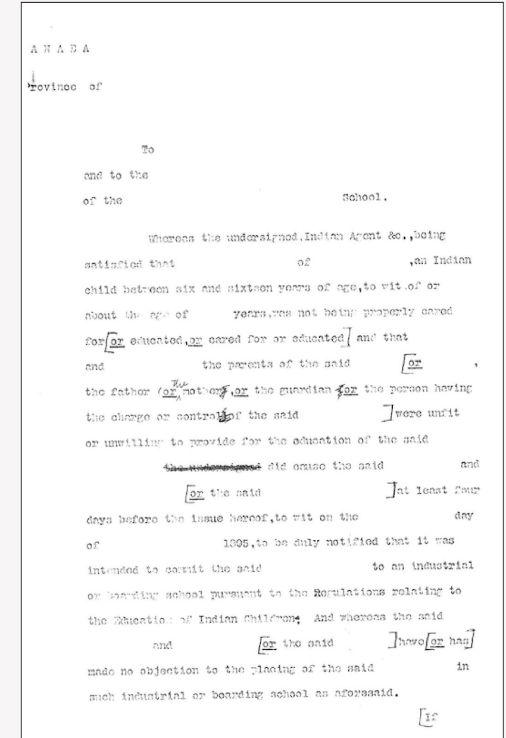 A N A D A
rovince of
To
and to the
of the School.
Whereas the undersigned, Indian Agent &c., being
satisfied that of ,an Indian
child between six and sixteen years of age, to wit, of or
about the age of years, was not being properly cared
for [or educated, or cared for or educated] and that
and the parents of the said [or ,
the father (or the mother), or the guardian [or the person having
the charge or control] of the said ]were unfit
or unwilling to provide for the education of the said
the undersigned did cause the said and
[or the said ]at least four
days before the issue hereof, to wit on the day
of 1895, to be duly notified that it was
intended to commit the said to an industrial
or boarding school pursuant to the Regulations relating to
the Education of Indian Children; And whereas the said
and [or the said ]have [or has]
made no objection to the placing of the said in
such industrial or boarding school as aforesaid.
[If